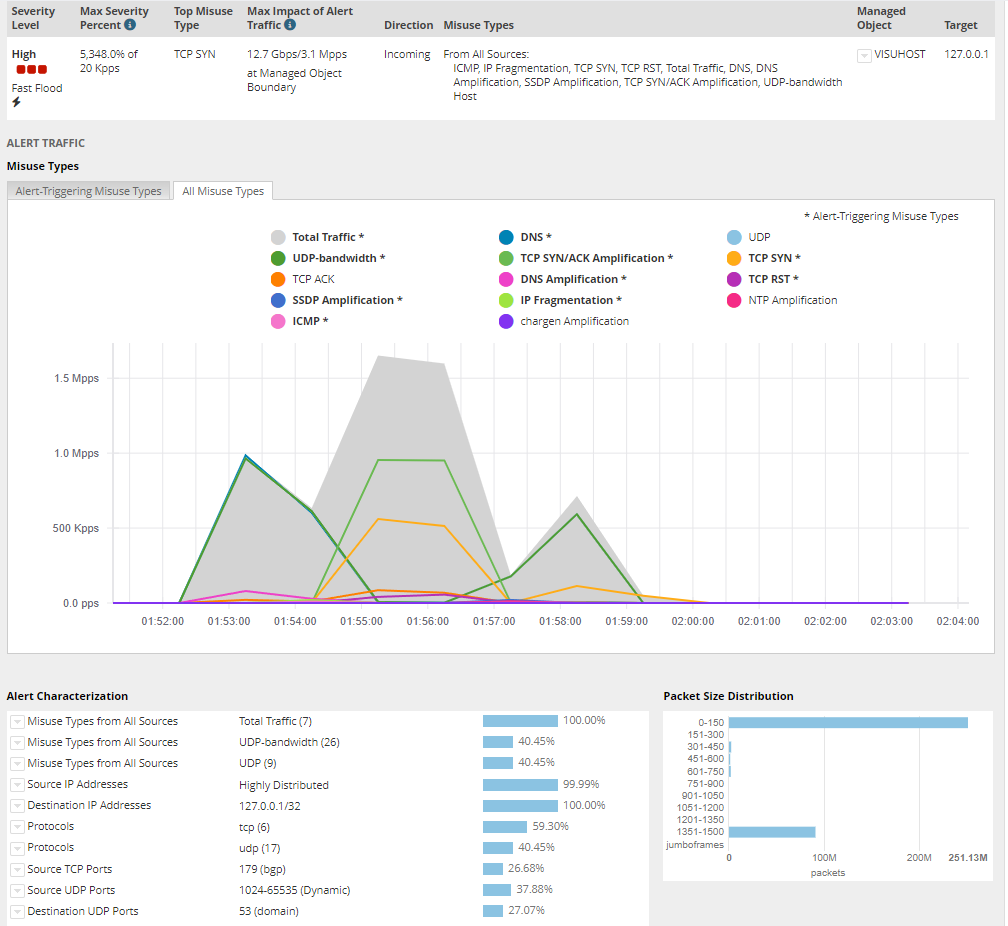 Severity Level
Max Severity Percent
Top Misuse Type
Max Impact of Alert Traffic
Direction
Misuse Types
Managed Object
Target
High
Fast Flood
5,348.0% of 20 Kpps
TCP SYN
12.7 Gbps/3.1 Mpps
at Managed Object Boundary
Incoming
From All Sources:
ICMP, IP Fragmentation, TCP SYN, TCP RST, Total Traffic, DNS, DNS
Amplification, SSDP Amplification, TCP SYN/ACK Amplification, UDP-bandwidth
Host
VISUHOST
127.0.0.1
ALERT TRAFFIC
Misuse Types
Alert-Triggering Misuse Types
All Misuse Types
* Alert-Triggering Misuse Types
Total Traffic *
DNS *
UDP
UDP-bandwidth *
TCP SYN/ACK Amplification *
TCP SYN *
TCP ACK
DNS Amplification *
TCP RST *
SSDP Amplification *
IP Fragmentation *
NTP Amplification
ICMP *
chargen Amplification
1.5 Mpps
1.0 Mpps
500 Kpps
0.0 pps
01:52:00 01:53:00 01:54:00 01:55:00 01:56:00 01:57:00 01:58:00 01:59:00 02:00:00 02:01:00 02:02:00 02:03:00 02:04:00
Alert Characterization
Misuse Types from All Sources Total Traffic (7) 100.00%
Misuse Types from All Sources UDP-bandwidth (26) 40.45%
Misuse Types from All Sources UDP (9) 40.45%
Source IP Addresses Highly Distributed 99.99%
Destination IP Addresses 127.0.0.1/32 100.00%
Protocols tcp (6) 59.30%
Protocols udp (17) 40.45%
Source TCP Ports 179 (bgp) 26.68%
Source UDP Ports 1024-65535 (Dynamic) 37.88%
Destination UDP Ports 53 (domain) 27.07%
Packet Size Distribution
0-150
151-300
301-450
451-600
601-750
751-900
901-1050
1051-1200
1201-1350
1351-1500
jumboframes
0 100M 200M 251.13M
packets